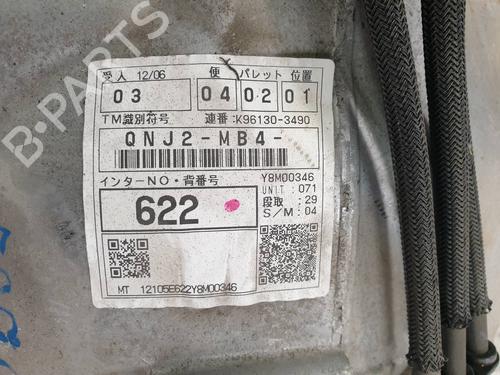 受入 12/06 便 パレット 位置
03 04 02 01
TM識別符号 連番:K96130-3490
QNJ2-MB4-
インターNO・背番号 Y8M00346
622
UNIT:071
段取:29
S/M:04
MT 12105E622Y8M00346
B-PARTS